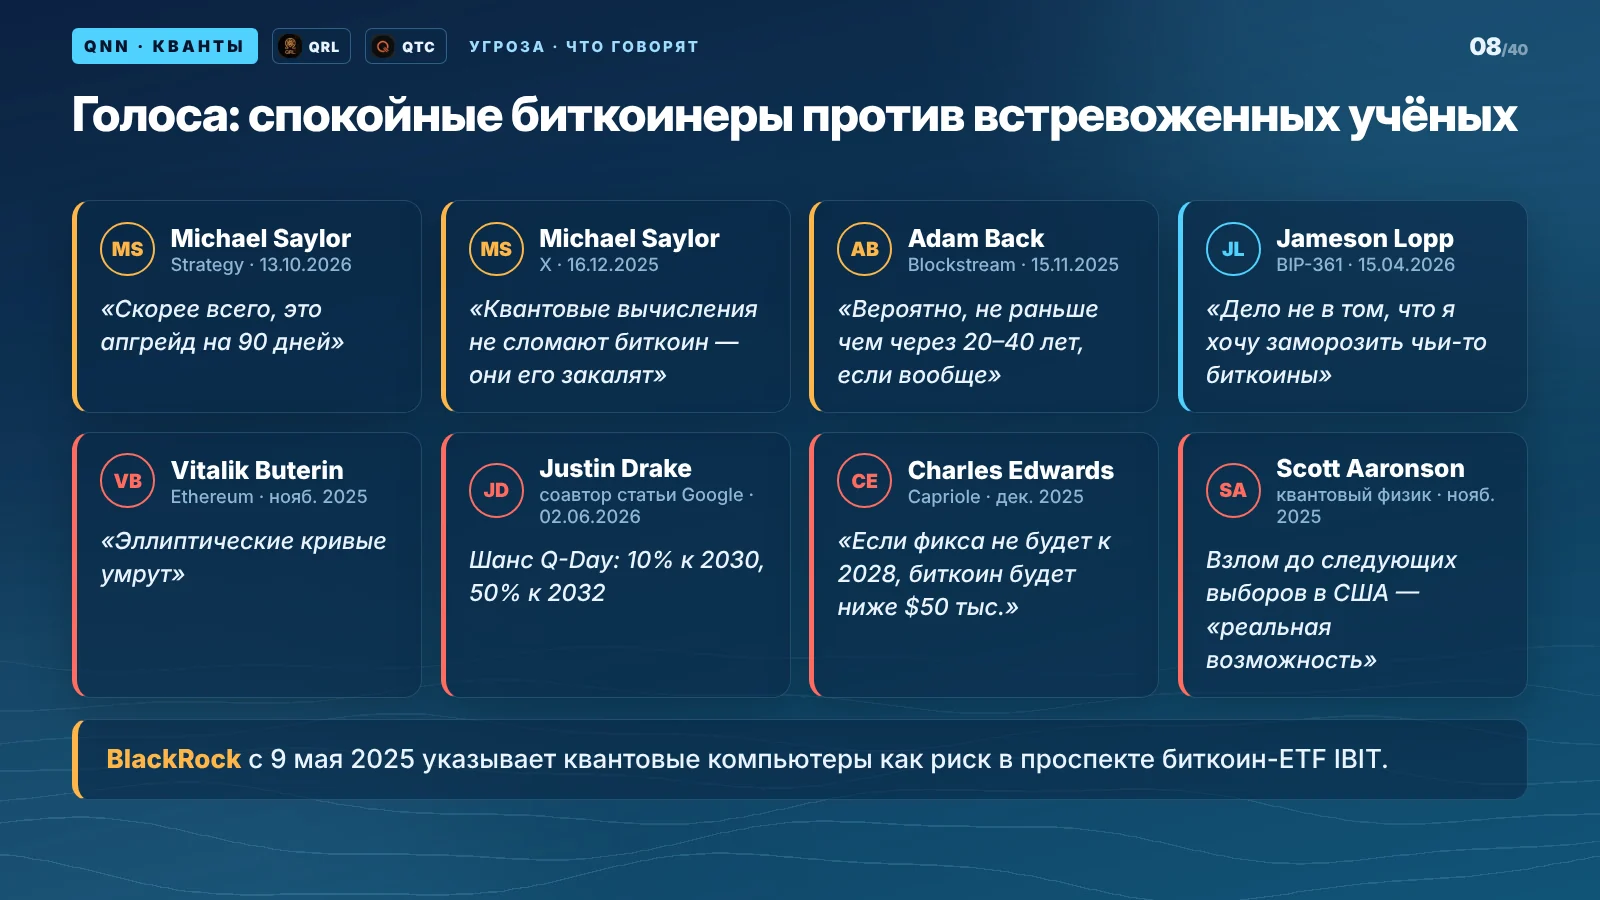 QNN · КВАНТЫ
QRL
QRL
QTC
УГРОЗА · ЧТО ГОВОРЯТ
08/40
Голоса: спокойные биткоинеры против встревоженных учёных
MS
Michael Saylor
Strategy · 13.10.2026
«Скорее всего, это
апгрейд на 90 дней»
MS
Michael Saylor
X · 16.12.2025
«Квантовые вычисления
не сломают биткоин —
они его закалят»
AB
Adam Back
Blockstream · 15.11.2025
«Вероятно, не раньше
чем через 20–40 лет,
если вообще»
JL
Jameson Lopp
BIP-361 · 15.04.2026
«Дело не в том, что я
хочу заморозить чьи-то
биткоины»
VB
Vitalik Buterin
Ethereum · нояб. 2025
«Эллиптические кривые
умрут»
JD
Justin Drake
соавтор статьи Google ·
02.06.2026
Шанс Q-Day: 10% к 2030,
50% к 2032
CE
Charles Edwards
Capriole · дек. 2025
«Если фикса не будет к
2028, биткоин будет
ниже $50 тыс.»
SA
Scott Aaronson
квантовый физик · нояб.
2025
Взлом до следующих
выборов в США —
«реальная
возможность»
BlackRock с 9 мая 2025 указывает квантовые компьютеры как риск в проспекте биткоин-ETF IBIT.